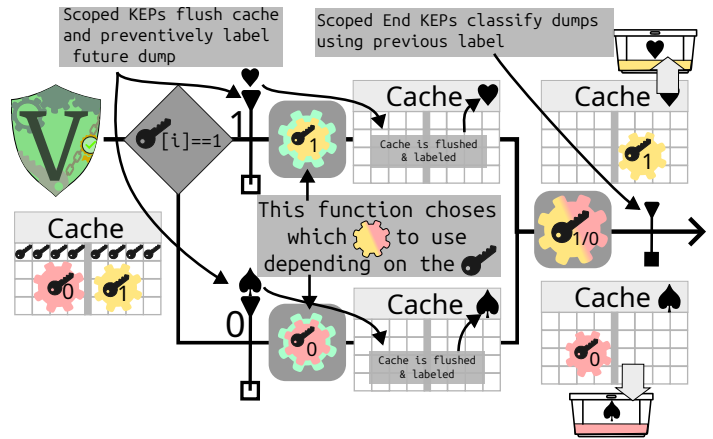 Scoped KEPs flush cache
and preventively label
future dump
Scoped End KEPs classify dumps
using previous label
V
[i]==1
1
1
Cache
Cache is flushed
& labeled
Cache
1
Cache
0
1
This function choses
which to use
depending on the
1/0
0
0
Cache
Cache is flushed
& labeled
Cache
0